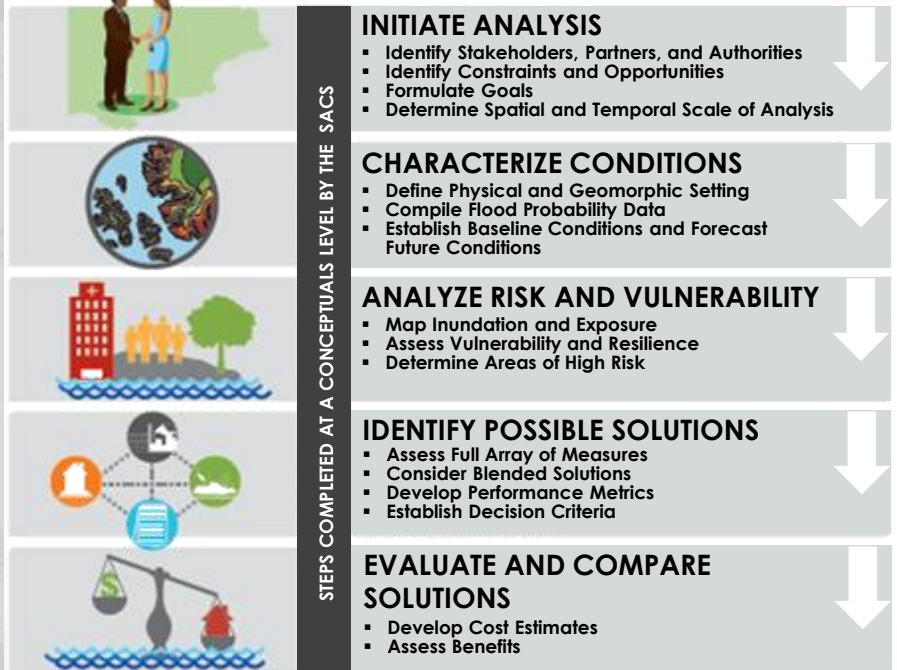 STEPS COMPLETED AT A CONCEPTUALS LEVEL BY THE SACS
INITIATE ANALYSIS
▪ Identify Stakeholders, Partners, and Authorities
▪ Identify Constraints and Opportunities
▪ Formulate Goals
▪ Determine Spatial and Temporal Scale of Analysis
CHARACTERIZE CONDITIONS
▪ Define Physical and Geomorphic Setting
▪ Compile Flood Probability Data
▪ Establish Baseline Conditions and Forecast
Future Conditions
ANALYZE RISK AND VULNERABILITY
▪ Map Inundation and Exposure
▪ Assess Vulnerability and Resilience
▪ Determine Areas of High Risk
IDENTIFY POSSIBLE SOLUTIONS
▪ Assess Full Array of Measures
▪ Consider Blended Solutions
▪ Develop Performance Metrics
▪ Establish Decision Criteria
$
EVALUATE AND COMPARE
SOLUTIONS
▪ Develop Cost Estimates
▪ Assess Benefits